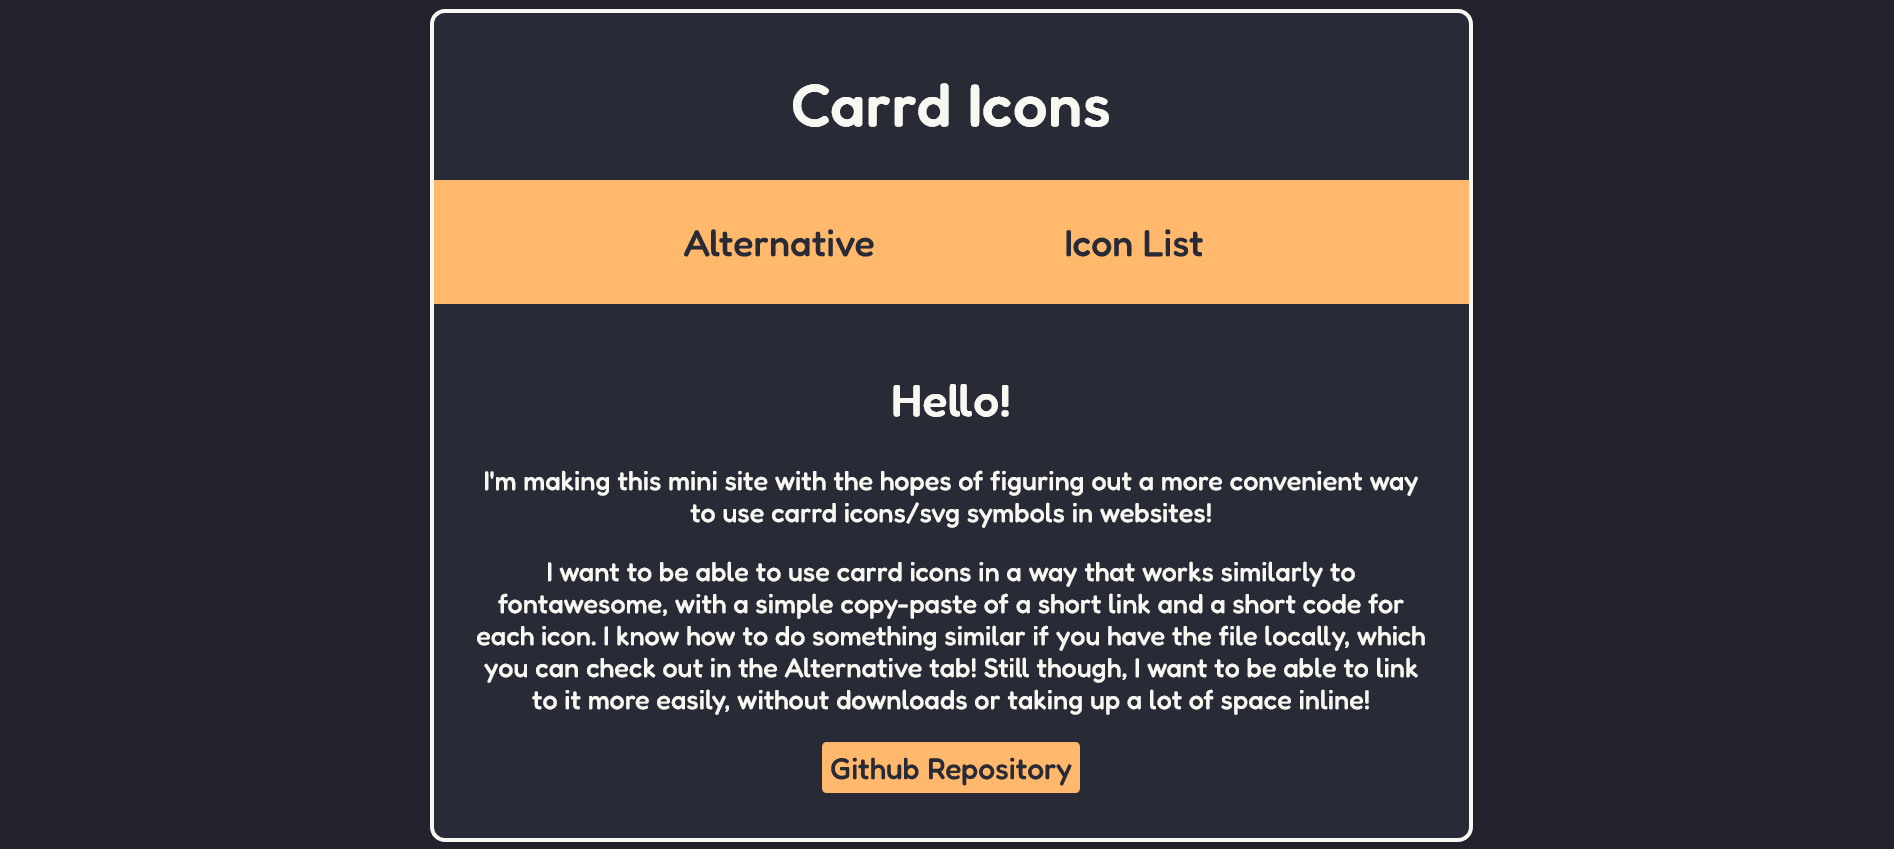 Carrd Icons
Alternative
Icon List
Hello!
I'm making this mini site with the hopes of figuring out a more convenient way
to use carrd icons/svg symbols in websites!
I want to be able to use carrd icons in a way that works similarly to
fontawesome, with a simple copy-paste of a short link and a short code for
each icon. I know how to do something similar if you have the file locally, which
you can check out in the Alternative tab! Still though, I want to be able to link
to it more easily, without downloads or taking up a lot of space inline!
Github Repository